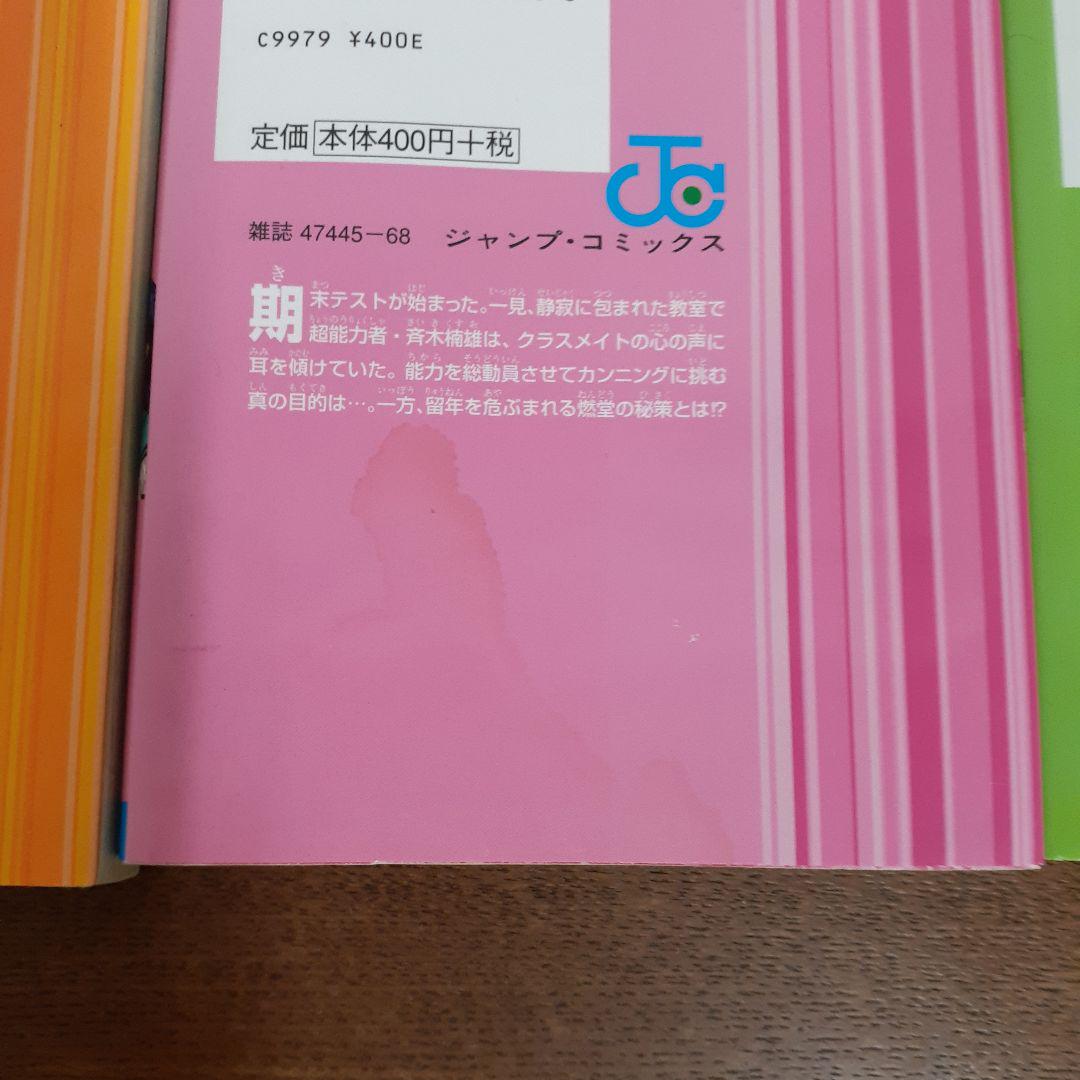 C9979 ¥400E
定価 本体400円+税
JC
雑誌 47445-68 ジャンプ・コミックス
期末テストが始まった。一見、静寂に包まれた教室で
超能力者・斉木楠雄は、クラスメイトの心の声に
耳を傾けていた。能力を総動員させてカンニングに挑む
真の目的は…。一方、留年を危ぶまれる燃堂の秘策とは!?